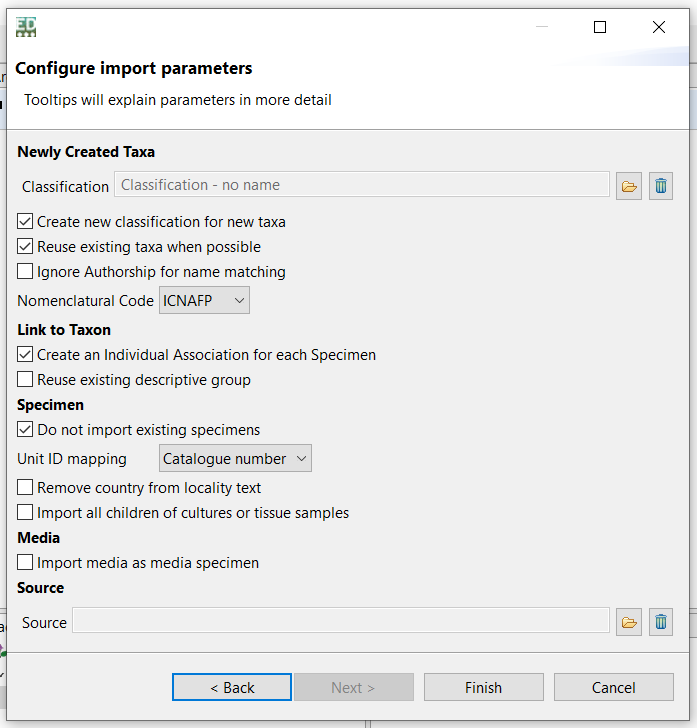 ED
Configure import parameters
Tooltips will explain parameters in more detail
Newly Created Taxa
Classification Classification - no name
Create new classification for new taxa
Reuse existing taxa when possible
Ignore Authorship for name matching
Nomenclatural Code ICNAFP
Link to Taxon
Create an Individual Association for each Specimen
Reuse existing descriptive group
Specimen
Do not import existing specimens
Unit ID mapping Catalogue number
Remove country from locality text
Import all children of cultures or tissue samples
Media
Import media as media specimen
Source
Source
< Back Next > Finish Cancel